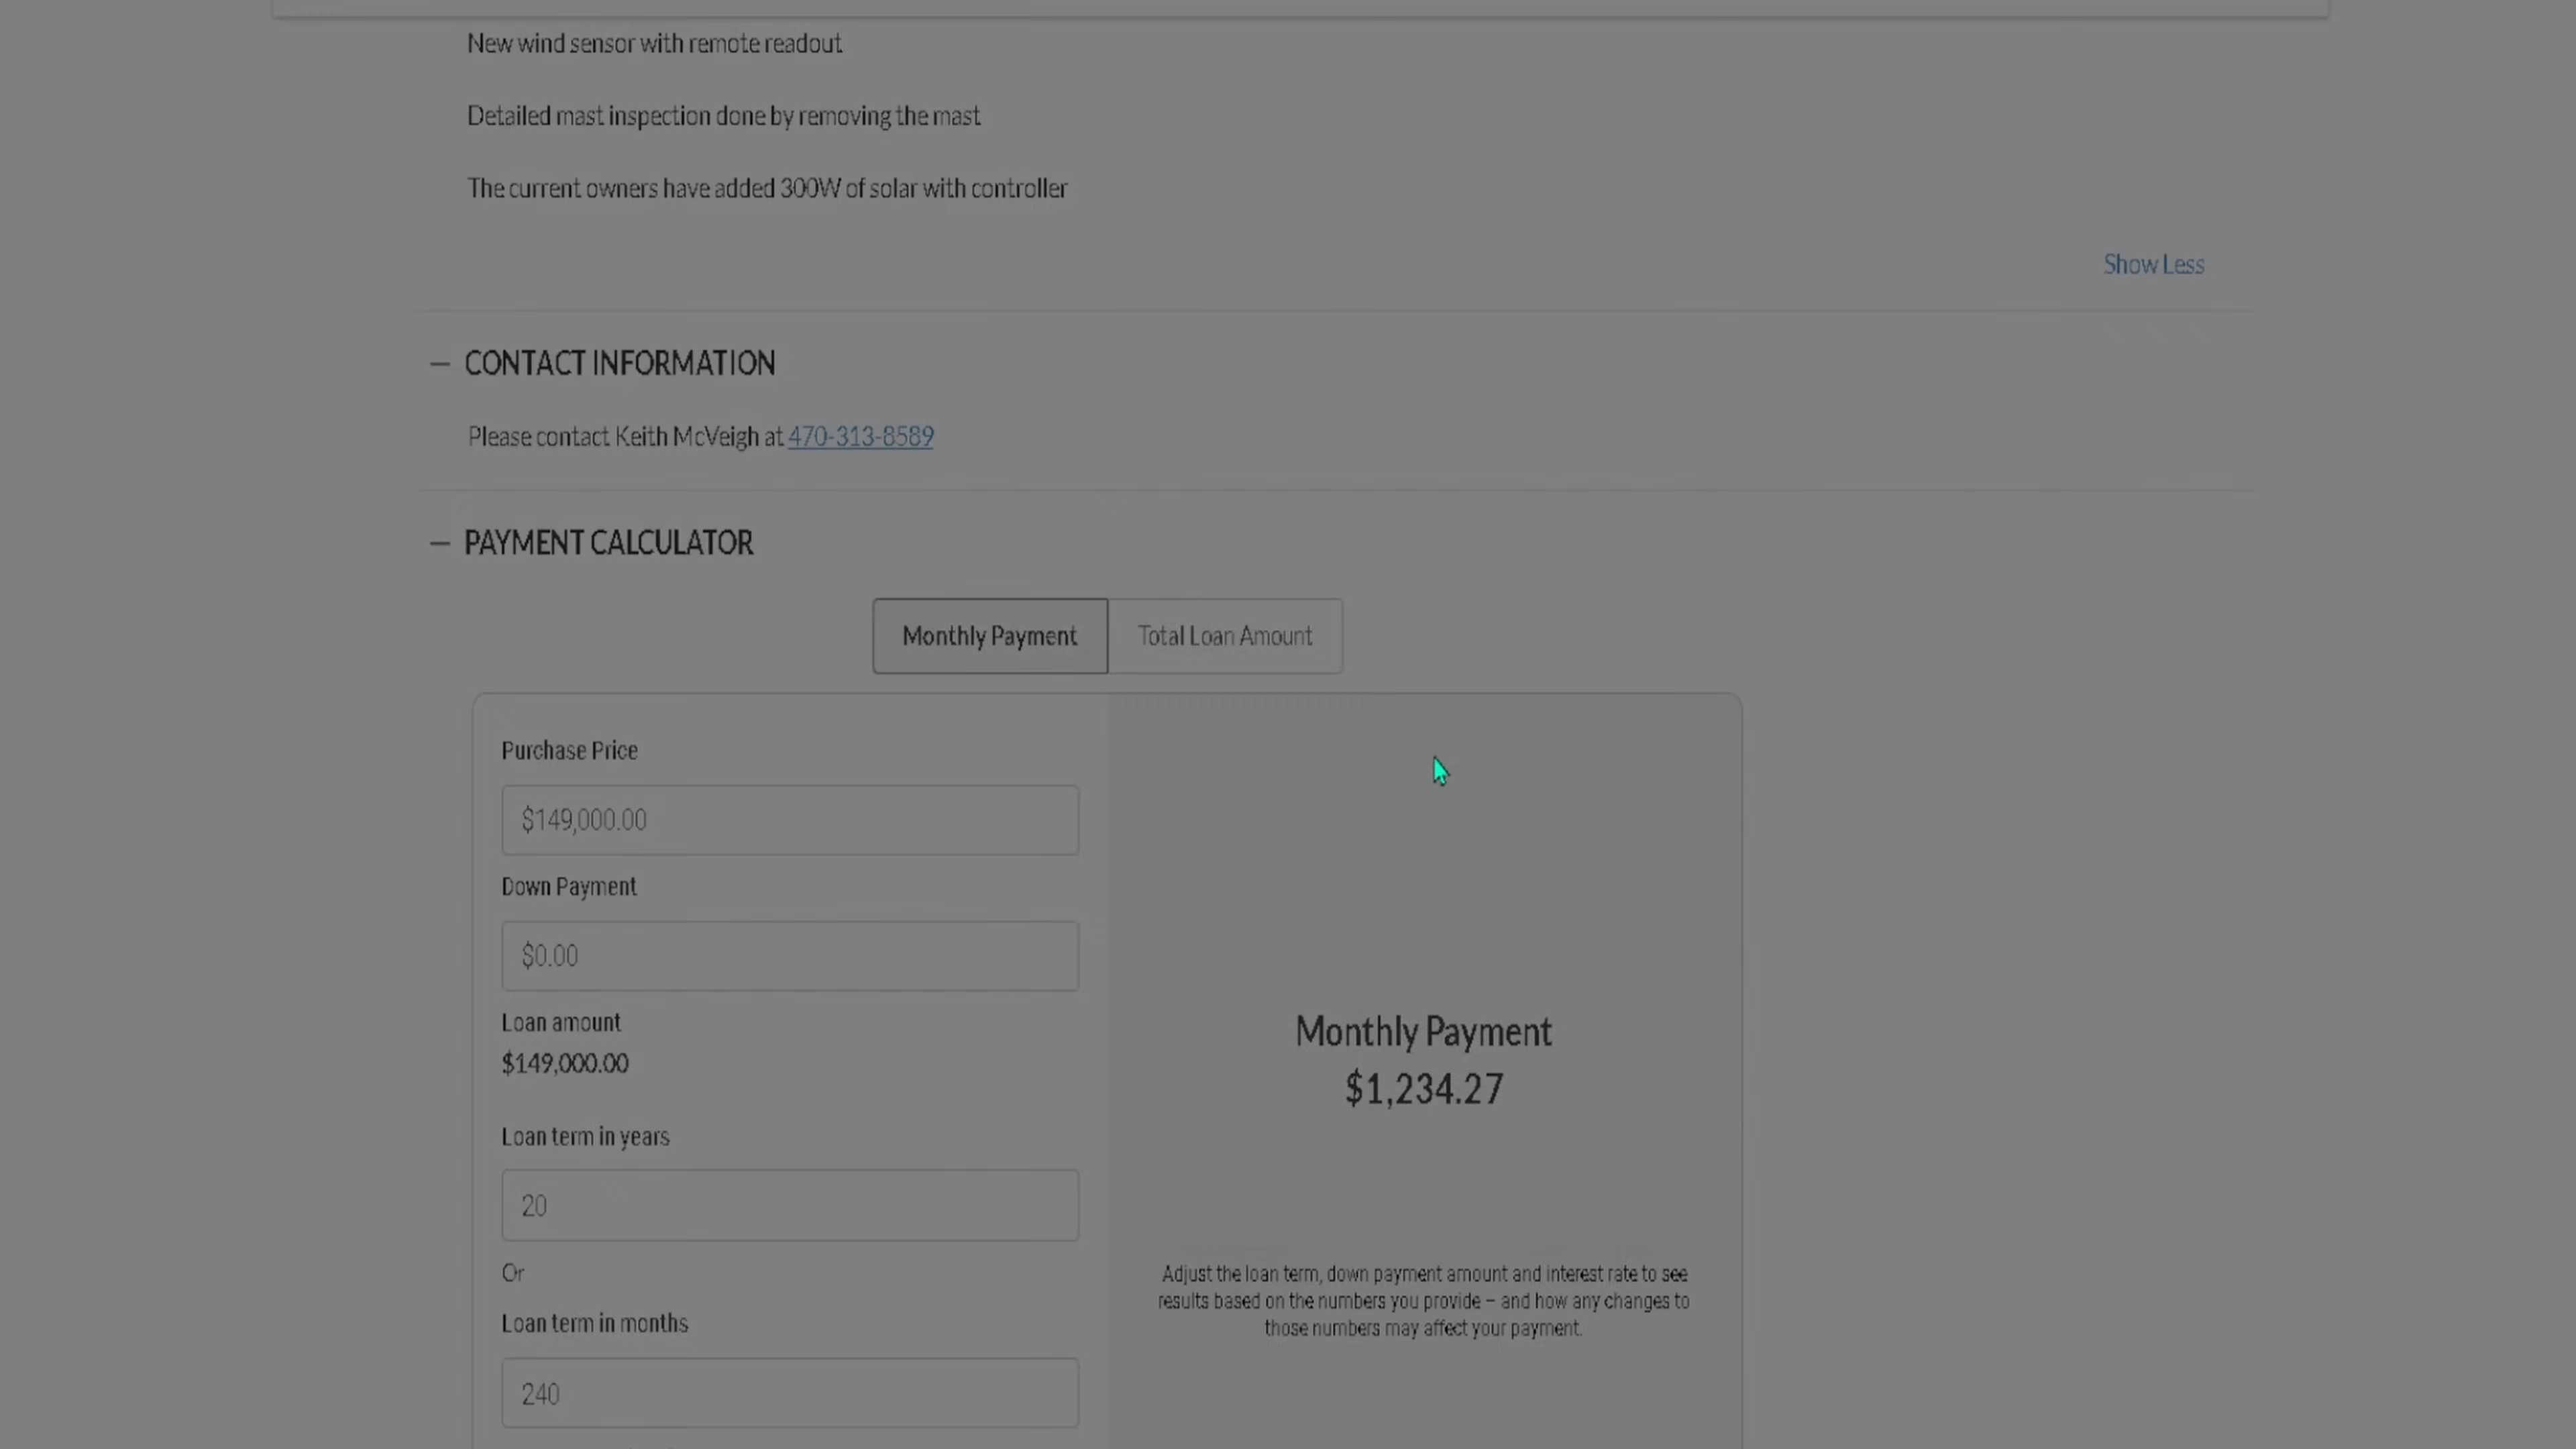 New wind sensor with remote readout
Detailed mast inspection done by removing the mast
The current owners have added 300W of solar with controller
Show Less
CONTACT INFORMATION
Please contact Keith McVeigh at 470-313-8589
PAYMENT CALCULATOR
Monthly Payment
Total Loan Amount
Purchase Price
$149,000.00
Down Payment
$0.00
Loan amount
$149,000.00
Loan term in years
20
Or
Loan term in months
240
Monthly Payment
$1,234.27
Adjust the loan term, down payment amount and interest rate to see
results based on the numbers you provide – and how any changes to
those numbers may affect your payment.